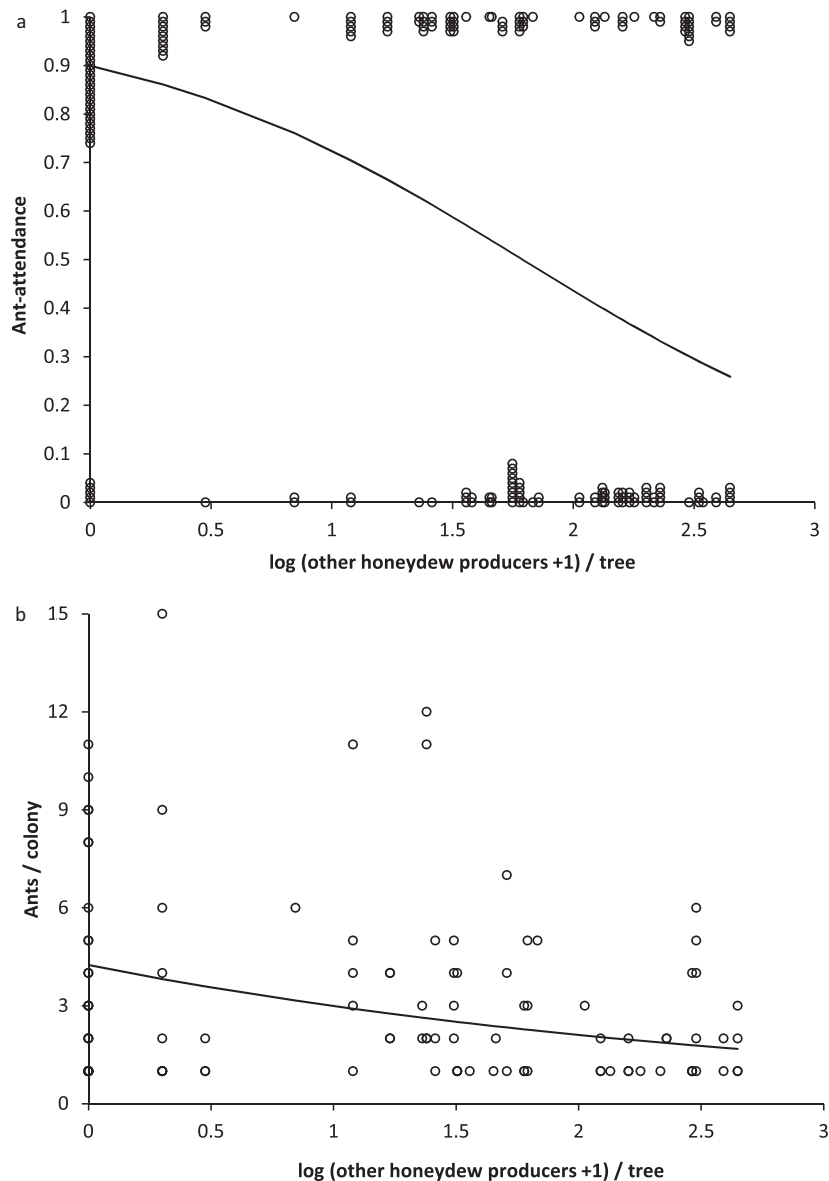 a
1
0.9
0.8
0.7
0.6
0.5
0.4
0.3
0.2
0.1
0
Ant-attendance
0 0.5 1 1.5 2 2.5 3
log (other honeydew producers +1) / tree
b
15
12
9
6
3
0
Ants / colony
0 0.5 1 1.5 2 2.5 3
log (other honeydew producers +1) / tree